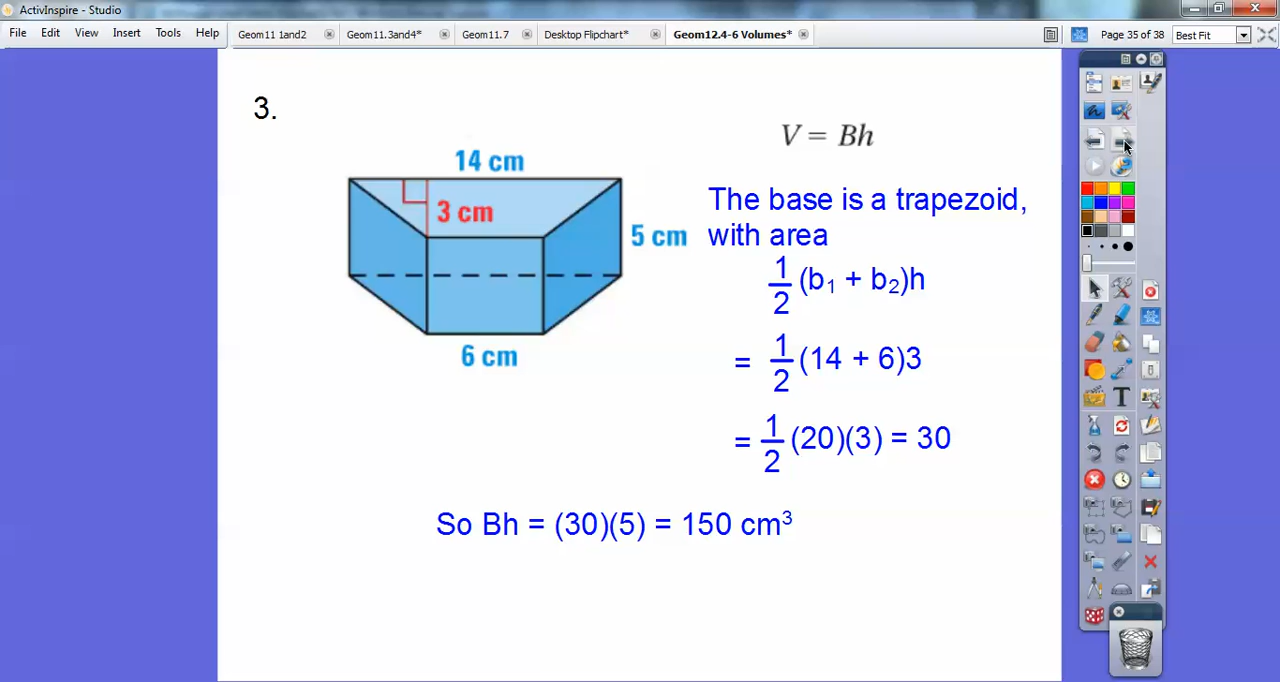 ActivInspire - Studio
File Edit View Insert Tools Help
Geom11 1and2 Geom11.3and4* Geom11.7 Desktop Flipchart* Geom12.4-6 Volumes* Page 35 of 38 Best Fit
3.
V = Bh
14 cm
3 cm
5 cm
6 cm
The base is a trapezoid,
with area
1/2 (b₁ + b₂)h
= 1/2 (14 + 6)3
= 1/2 (20)(3) = 30
So Bh = (30)(5) = 150 cm³